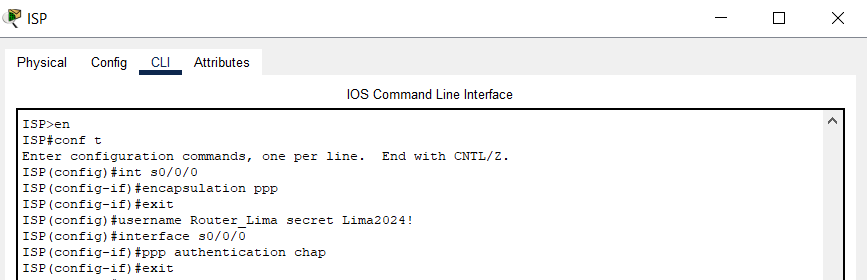 ISP
Physical Config CLI Attributes
IOS Command Line Interface
ISP>en
ISP#conf t
Enter configuration commands, one per line.  End with CNTL/Z.
ISP(config)#int s0/0/0
ISP(config-if)#encapsulation ppp
ISP(config-if)#exit
ISP(config)#username Router_Lima secret Lima2024!
ISP(config)#interface s0/0/0
ISP(config-if)#ppp authentication chap
ISP(config-if)#exit